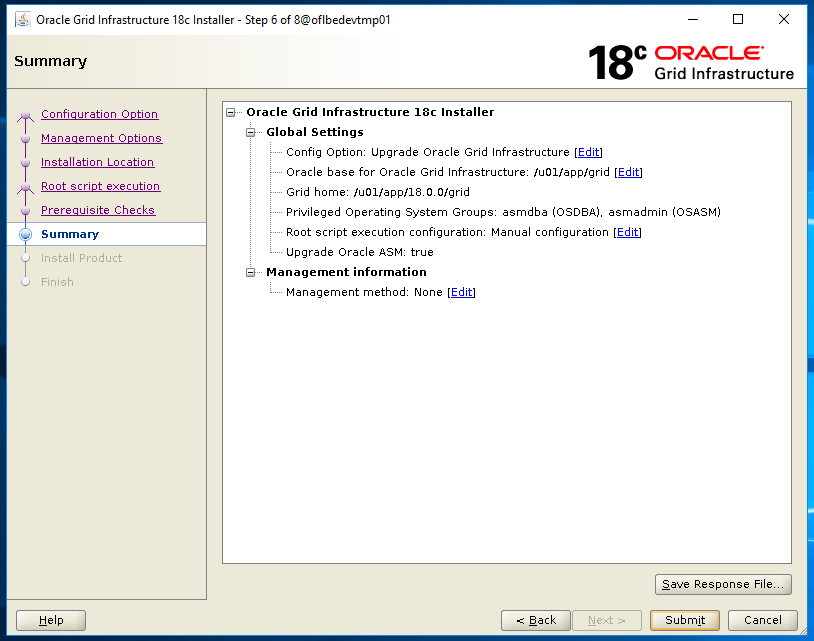 Oracle Grid Infrastructure 18c Installer - Step 6 of 8@oflbedevtmp01
Summary
18c ORACLE
Grid Infrastructure
Configuration Option
Management Options
Installation Location
Root script execution
Prerequisite Checks
Summary
Install Product
Finish
Oracle Grid Infrastructure 18c Installer
Global Settings
Config Option: Upgrade Oracle Grid Infrastructure [Edit]
Oracle base for Oracle Grid Infrastructure: /u01/app/grid [Edit]
Grid home: /u01/app/18.0.0/grid
Privileged Operating System Groups: asmdba (OSDBA), asmadmin (OSASM)
Root script execution configuration: Manual configuration [Edit]
Upgrade Oracle ASM: true
Management information
Management method: None [Edit]
Save Response File...
Help
< Back
Next >
Submit
Cancel